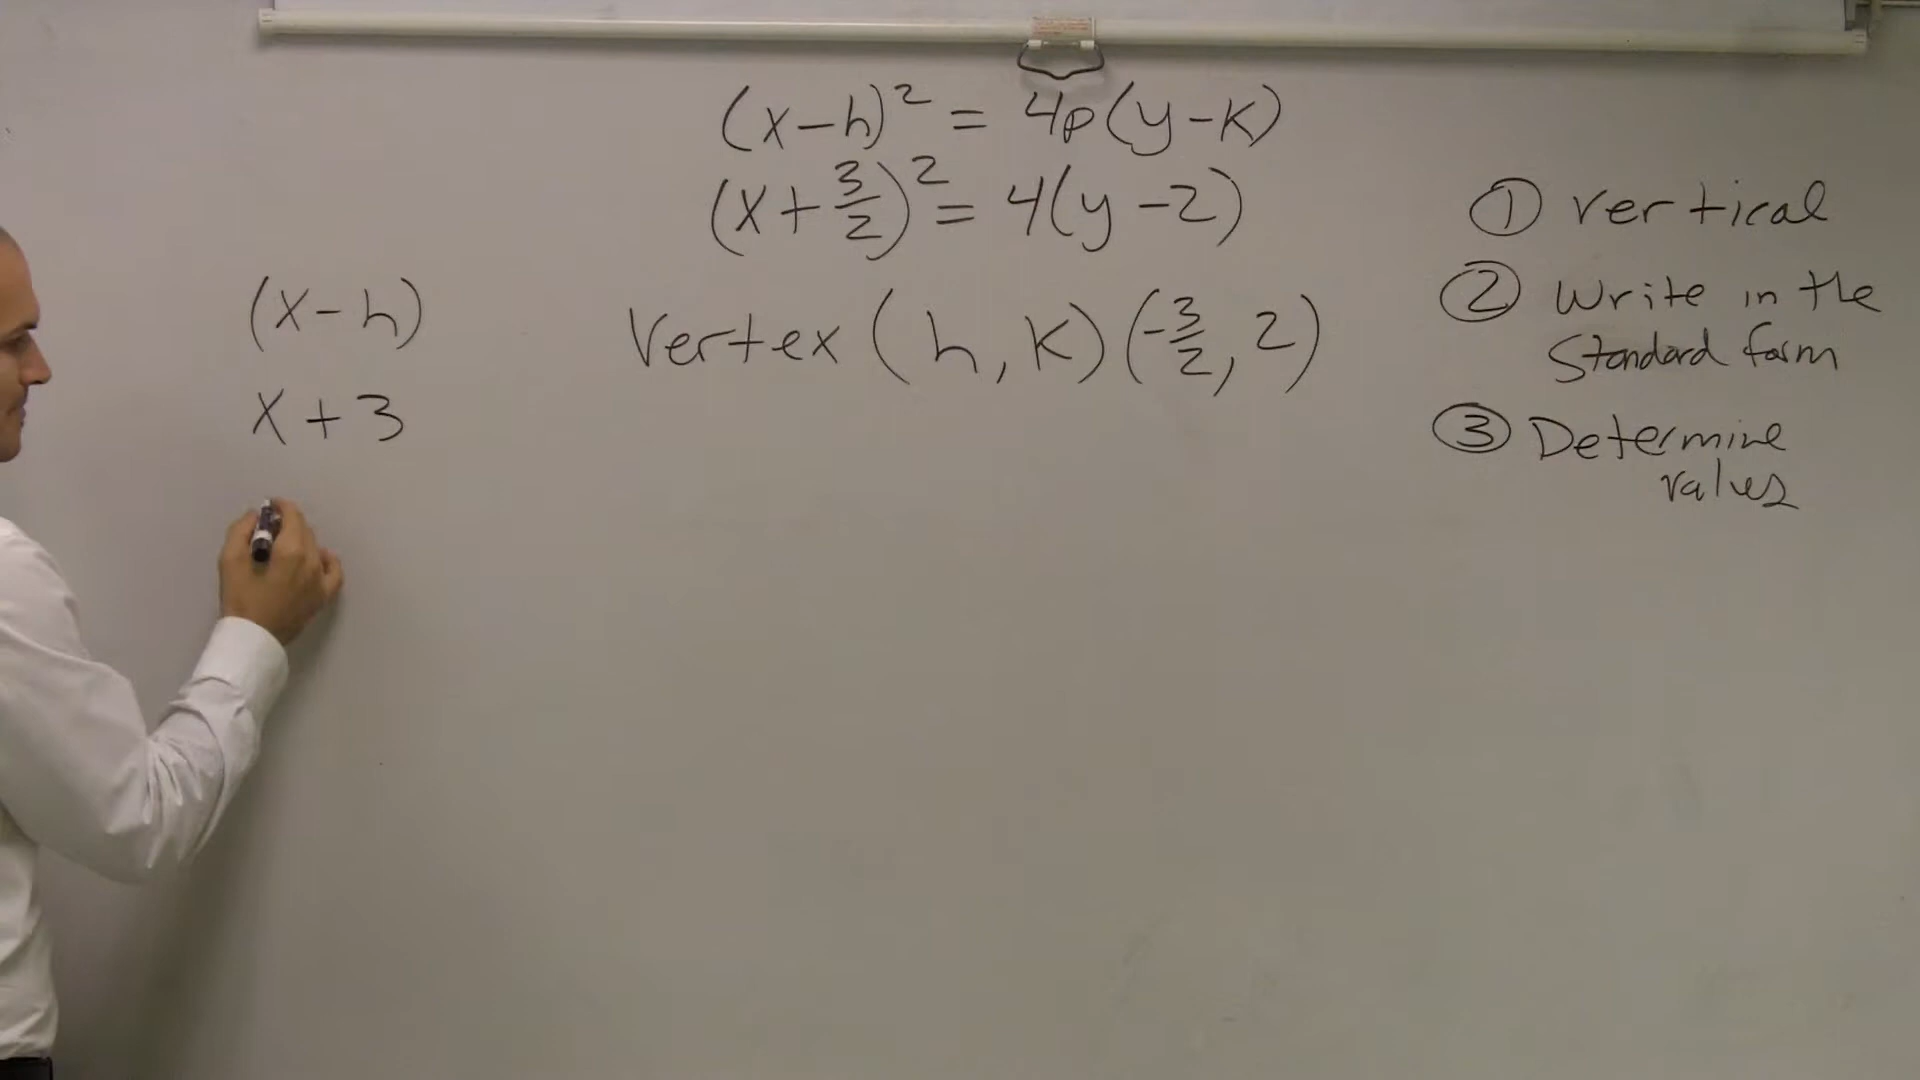 (x-h)² = 4p(y-k)
(x+3/2)² = 4(y-2)
(x-h)
x+3
Vertex (h, k) (-3/2, 2)
① vertical
② Write in the
Standard form
③ Determine
values